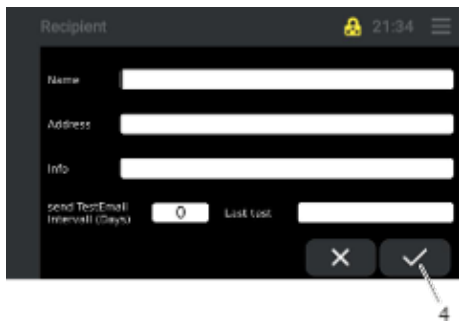 Recipient 21:34
Name
Address
Info
send TestEmail
Intervall (Days) 0 Last test
4